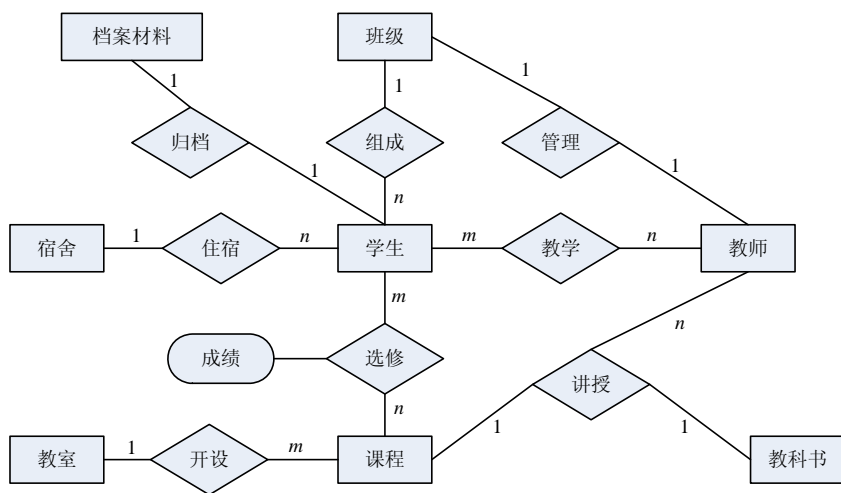 档案材料
班级
1
1
1
归档
组成
管理
1
n
1
宿舍
1
住宿
n
学生
m
教学
n
教师
m
n
成绩
选修
讲授
n
1
1
教室
1
开设
m
课程
教科书